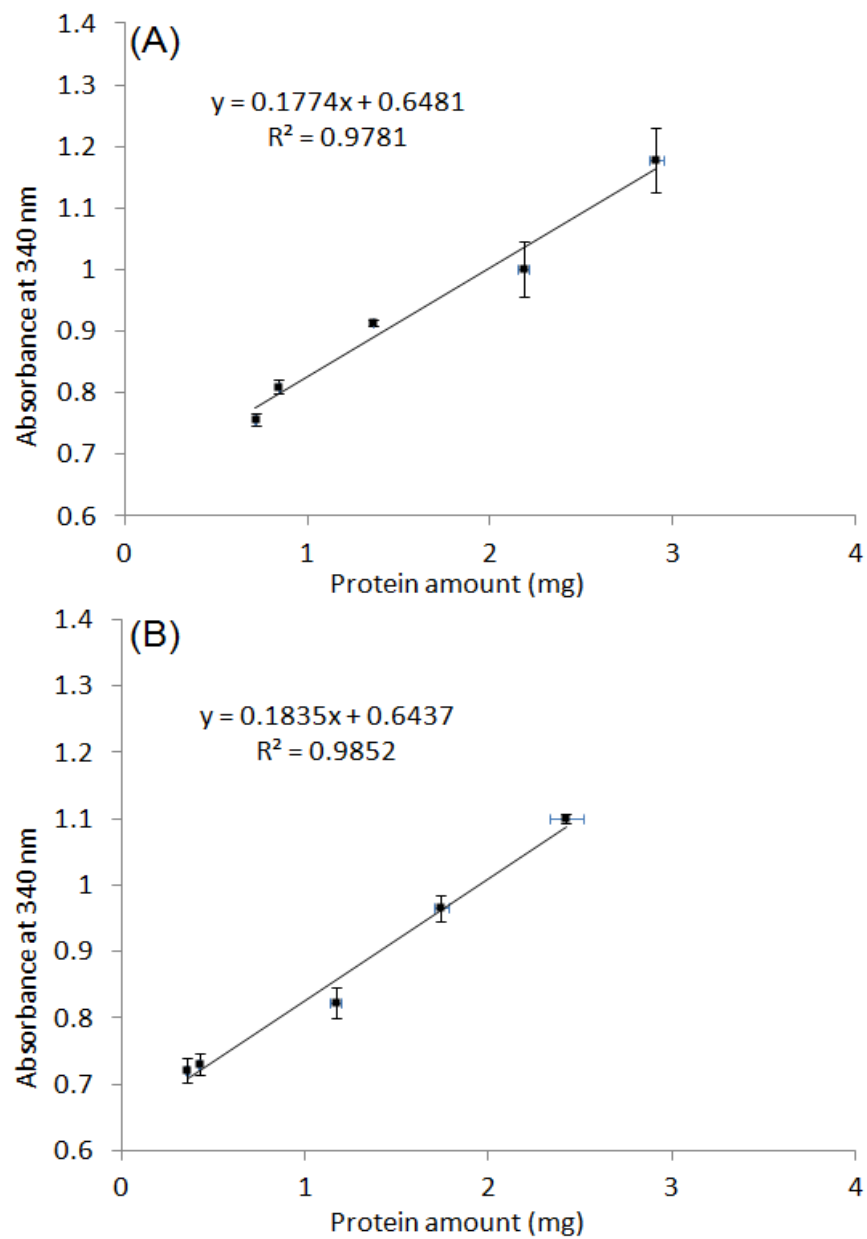 (A)
y = 0.1774x + 0.6481
R² = 0.9781
Absorbance at 340 nm
1.4
1.3
1.2
1.1
1
0.9
0.8
0.7
0.6
0 1 2 3 4
Protein amount (mg)
(B)
y = 0.1835x + 0.6437
R² = 0.9852
Absorbance at 340 nm
1.4
1.3
1.2
1.1
1
0.9
0.8
0.7
0.6
0 1 2 3 4
Protein amount (mg)